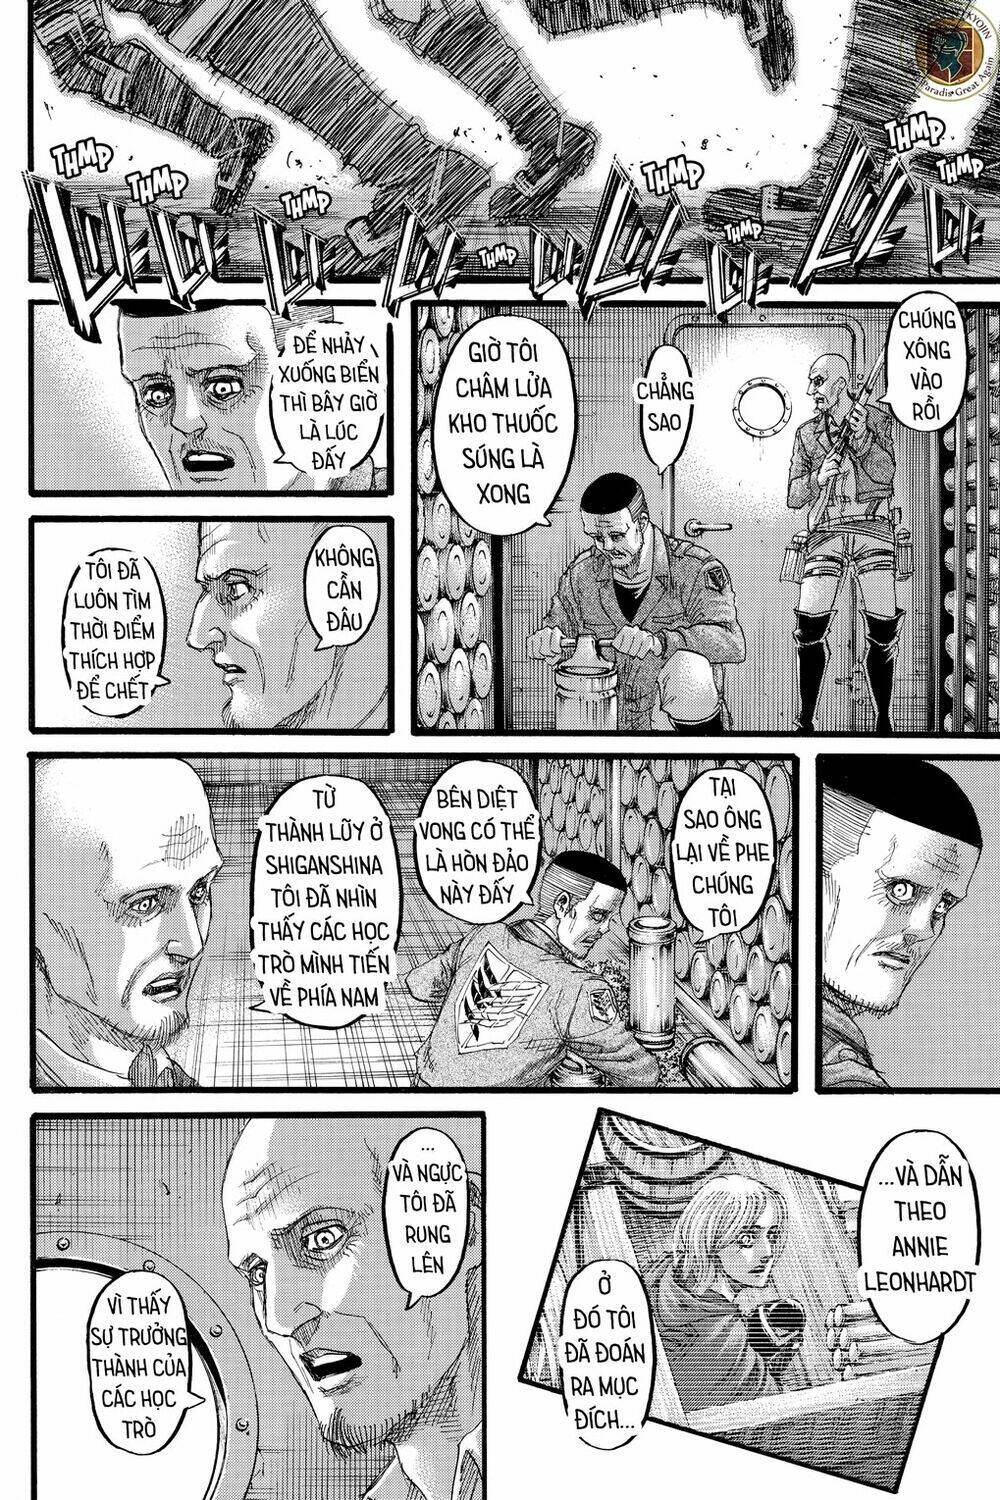 KYOJIN
Paradis Great Again
THMP
THMP
THMP
THMP
THMP
THMP
THMP
THMP
CHÚNG
XÔNG
VÀO
RỒI
CHẲNG
SAO
GIỜ TÔI
CHÂM LỬA
KHO THUỐC
SÚNG LÀ
XONG
ĐỂ NHẢY
XUỐNG BIỂN
THÌ BÂY GIỜ
LÀ LÚC
ĐẤY
KHÔNG
CẦN
ĐÂU
TÔI ĐÃ
LUÔN TÌM
THỜI ĐIỂM
THÍCH HỢP
ĐỂ CHẾT
TẠI
SAO ÔNG
LẠI VỀ PHE
CHÚNG
TÔI
BÊN DIỆT
VONG CÓ THỂ
LÀ HÒN ĐẢO
NÀY ĐẤY
TỪ
THÀNH LŨY Ở
SHIGANSHINA
TÔI ĐÃ NHÌN
THẤY CÁC HỌC
TRÒ MÌNH TIẾN
VỀ PHÍA NAM
...VÀ DẪN
THEO
ANNIE
LEONHARDT
Ở
ĐÓ TÔI
ĐÃ ĐOÁN
RA MỤC
ĐÍCH...
...
VÀ NGỰC
TÔI ĐÃ
RUNG
LÊN
VÌ THẤY
SỰ TRƯỞNG
THÀNH CỦA
CÁC HỌC
TRÒ